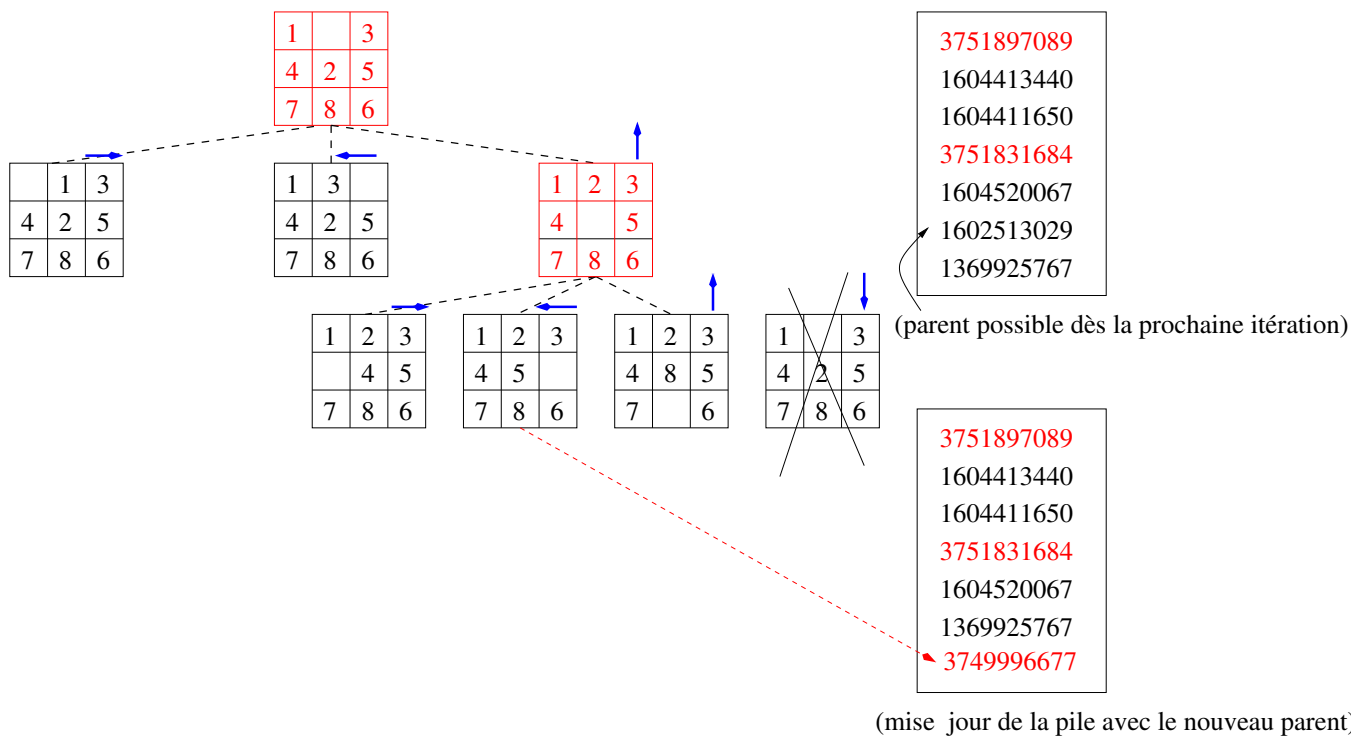 1 3
4 2 5
7 8 6
1 3
4 2 5
7 8 6
1 3
4 2 5
7 8 6
1 2 3
4 5
7 8 6
1 2 3
4 5
7 8 6
1 2 3
4 5
7 8 6
1 2 3
4 8 5
7 6
1 3
4 2 5
7 8 6
3751897089
1604413440
1604411650
3751831684
1604520067
1602513029
1369925767
(parent possible dès la prochaine itération)
3751897089
1604413440
1604411650
3751831684
1604520067
1369925767
3749996677
(mise jour de la pile avec le nouveau parent)